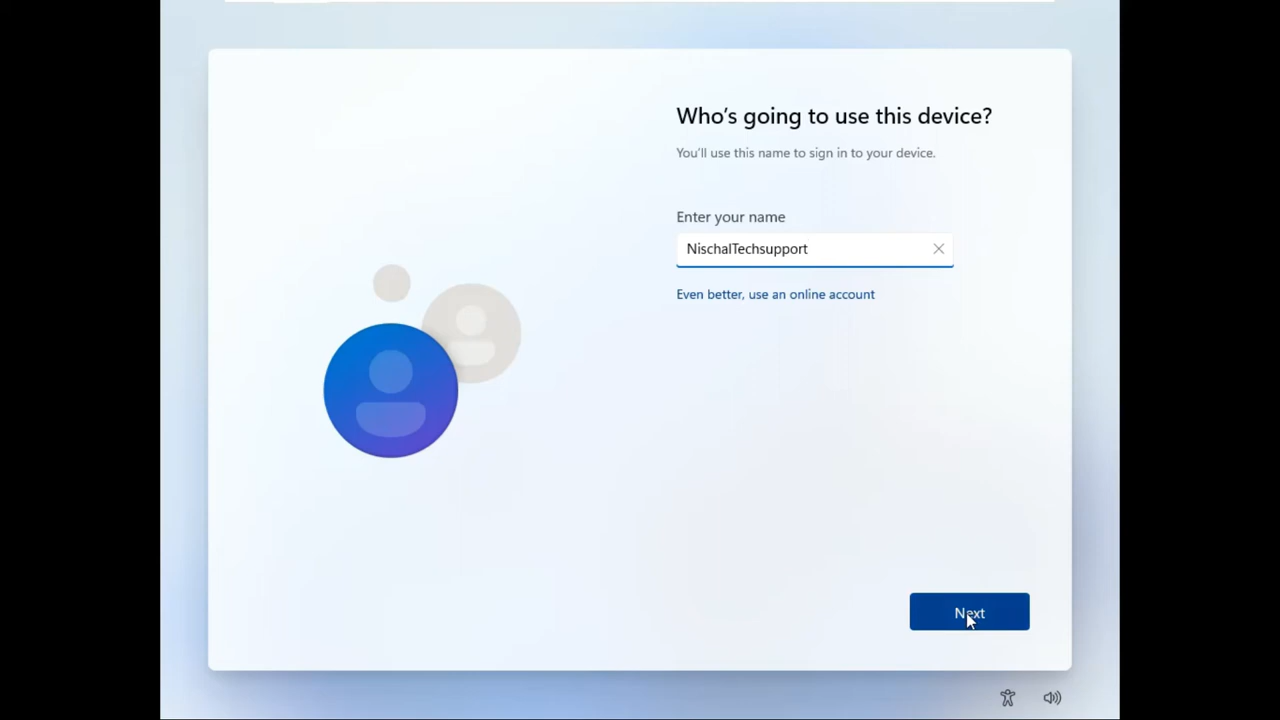 Who's going to use this device?
You'll use this name to sign in to your device.
Enter your name
NischalTechsupport
Even better, use an online account
Next